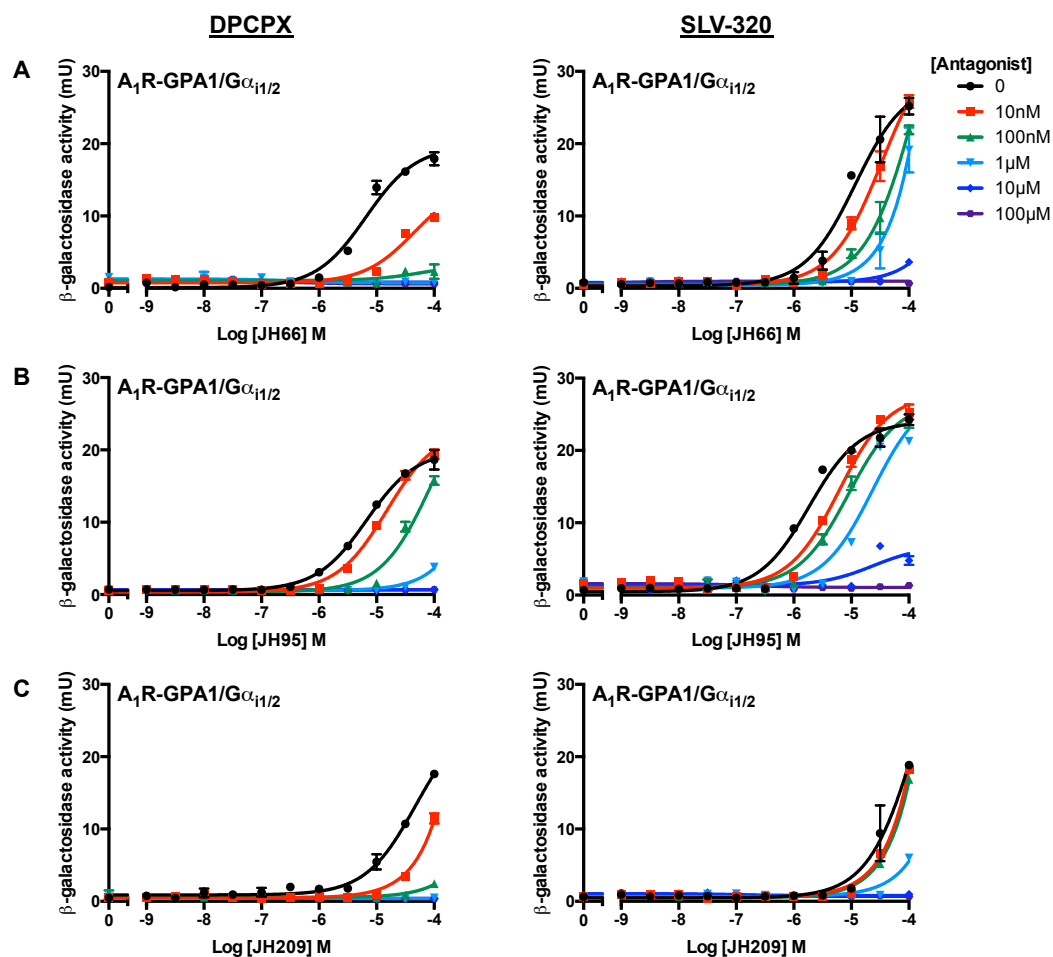 DPCPX
SLV-320
[Antagonist]
0
10nM
100nM
1µM
10µM
100µM
A
A₁R-GPA1/Gαi1/2
β-galactosidase activity (mU)
30
20
10
0
0 -9 -8 -7 -6 -5 -4
Log [JH66] M
A₁R-GPA1/Gαi1/2
β-galactosidase activity (mU)
30
20
10
0
0 -9 -8 -7 -6 -5 -4
Log [JH66] M
B
A₁R-GPA1/Gαi1/2
β-galactosidase activity (mU)
30
20
10
0
0 -9 -8 -7 -6 -5 -4
Log [JH95] M
A₁R-GPA1/Gαi1/2
β-galactosidase activity (mU)
30
20
10
0
0 -9 -8 -7 -6 -5 -4
Log [JH95] M
C
A₁R-GPA1/Gαi1/2
β-galactosidase activity (mU)
30
20
10
0
0 -9 -8 -7 -6 -5 -4
Log [JH209] M
A₁R-GPA1/Gαi1/2
β-galactosidase activity (mU)
30
20
10
0
0 -9 -8 -7 -6 -5 -4
Log [JH209] M